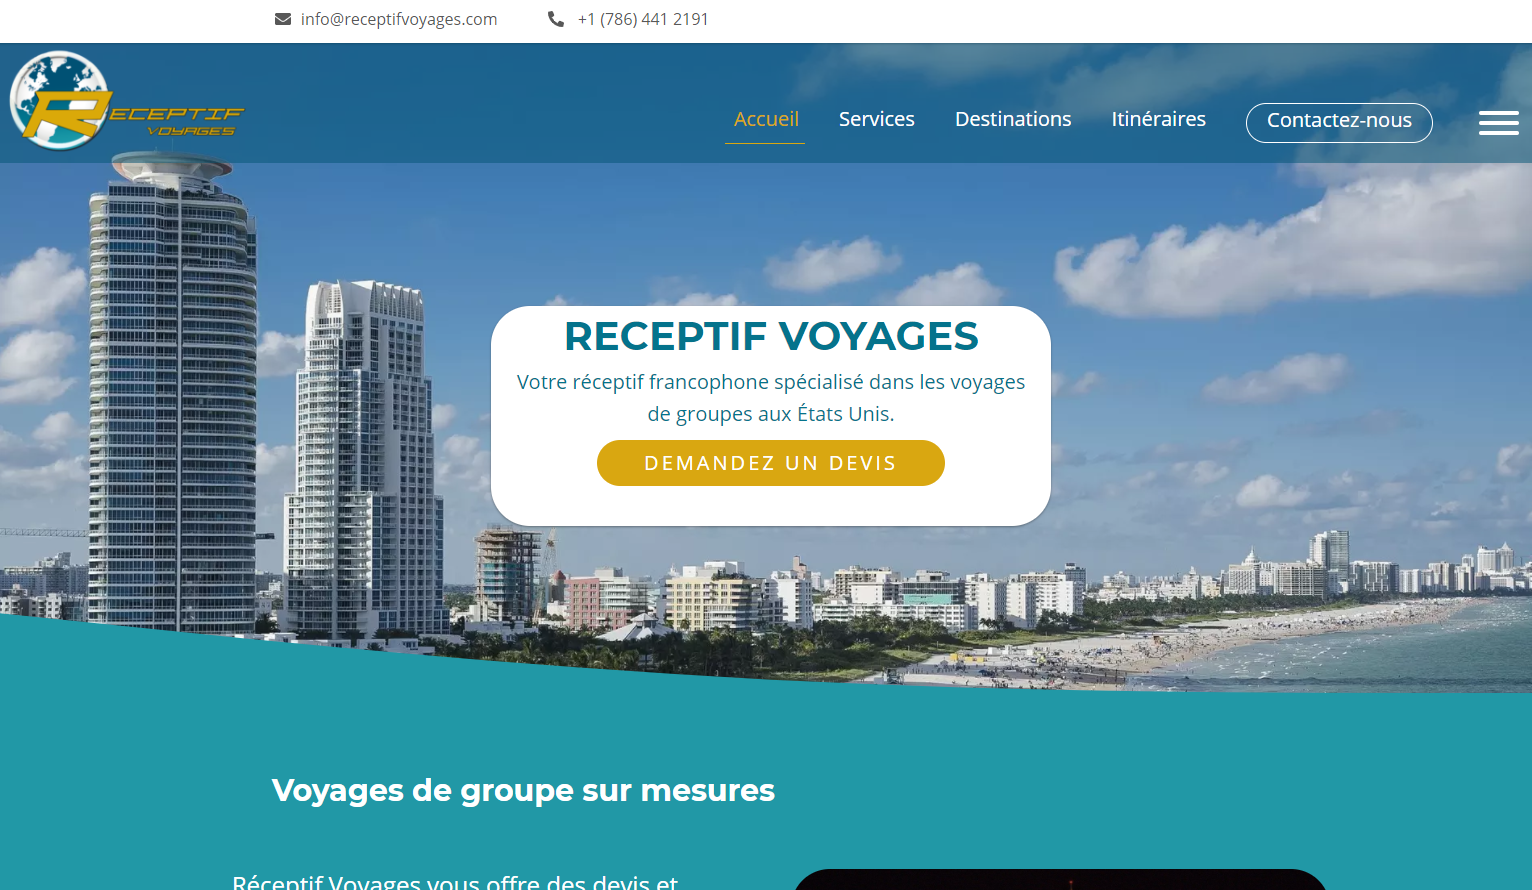 info@receptifvoyages.com
+1 (786) 441 2191
RECEPTIF
VOYAGES
Accueil
Services
Destinations
Itinéraires
Contactez-nous
RECEPTIF VOYAGES
Votre réceptif francophone spécialisé dans les voyages
de groupes aux États Unis.
DEMANDEZ UN DEVIS
Voyages de groupe sur mesures
Réceptif Voyages vous offre des devis et